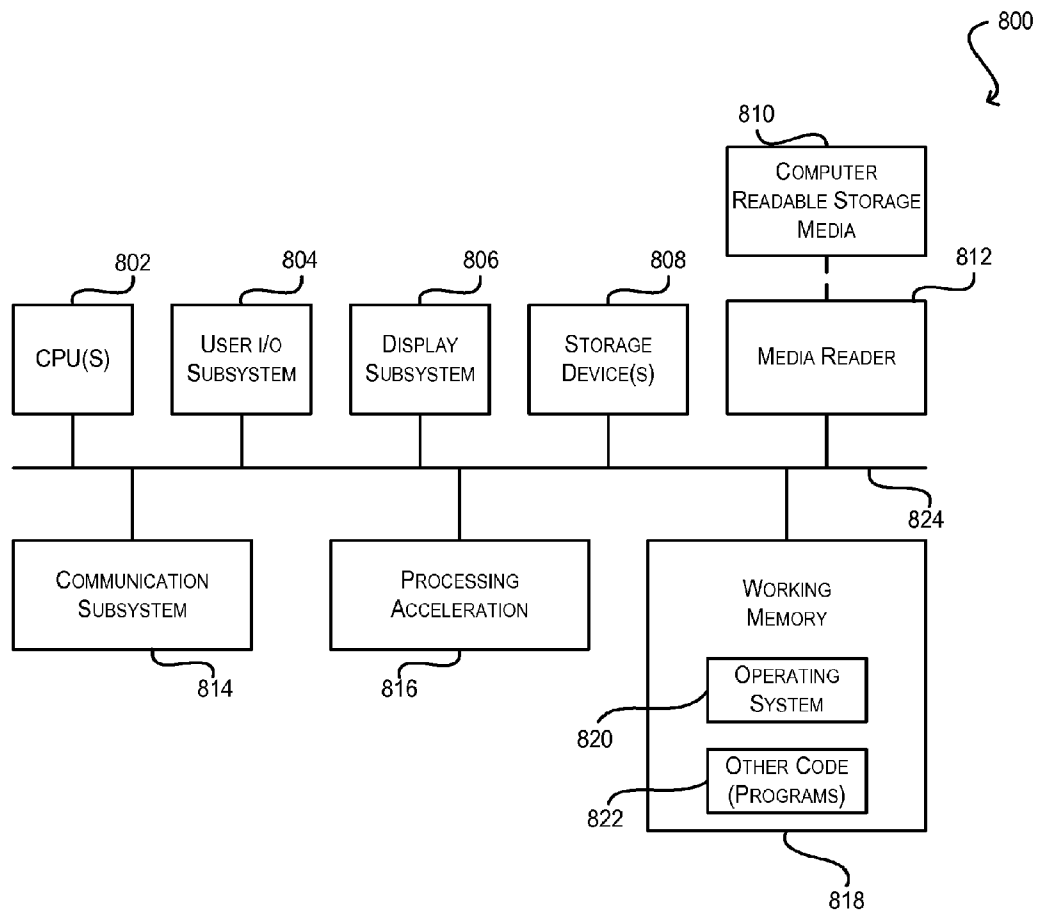 800
810
COMPUTER
READABLE STORAGE
MEDIA
802
804
806
808
812
CPU(S)
USER I/O
SUBSYSTEM
DISPLAY
SUBSYSTEM
STORAGE
DEVICE(S)
MEDIA READER
824
COMMUNICATION
SUBSYSTEM
PROCESSING
ACCELERATION
WORKING
MEMORY
814
816
OPERATING
SYSTEM
820
OTHER CODE
(PROGRAMS)
822
818